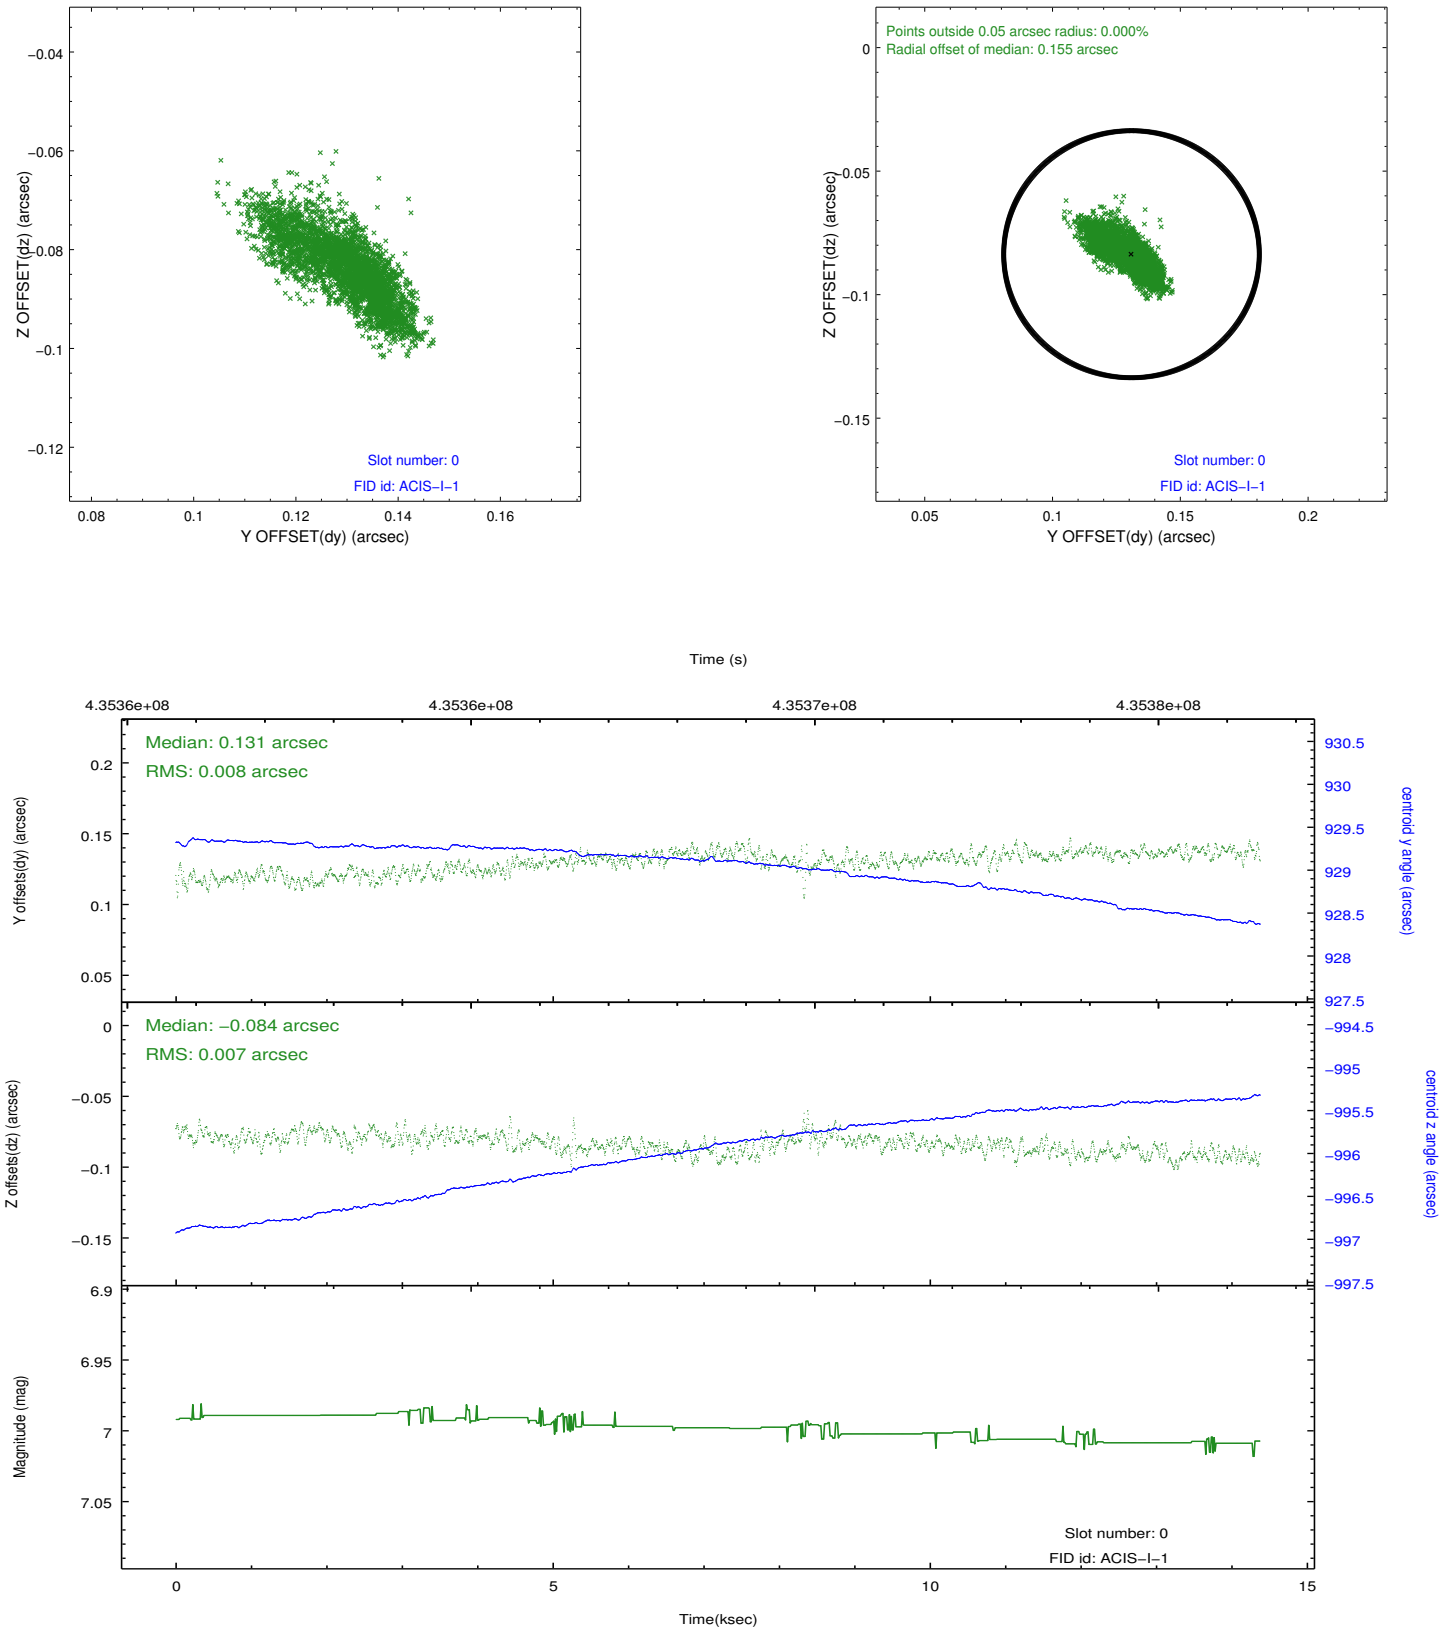 −0.04
−0.06
−0.08
−0.1
−0.12
Z OFFSET(dz) (arcsec)
Slot number: 0
FID id: ACIS−I−1
0.08 0.1 0.12 0.14 0.16
Y OFFSET(dy) (arcsec)
Points outside 0.05 arcsec radius: 0.000%
Radial offset of median: 0.155 arcsec
0
−0.05
−0.1
−0.15
Z OFFSET(dz) (arcsec)
Slot number: 0
FID id: ACIS−I−1
0.05 0.1 0.15 0.2
Y OFFSET(dy) (arcsec)
Time (s)
4.3536e+08 4.3536e+08 4.3537e+08 4.3538e+08
Median: 0.131 arcsec
RMS: 0.008 arcsec
0.2
0.15
0.1
0.05
Y offsets(dy) (arcsec)
930.5
930
929.5
929
928.5
928
927.5
centroid y angle (arcsec)
Median: −0.084 arcsec
RMS: 0.007 arcsec
0
−0.05
−0.1
−0.15
Z offsets(dz) (arcsec)
−994.5
−995
−995.5
−996
−996.5
−997
−997.5
centroid z angle (arcsec)
6.9
6.95
7
7.05
Magnitude (mag)
Slot number: 0
FID id: ACIS−I−1
0 5 10 15
Time(ksec)